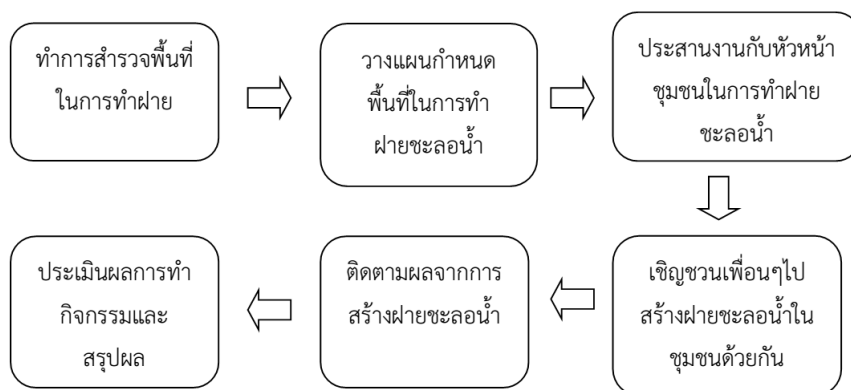 ทำการสำรวจพื้นที่
ในการทำฝาย
วางแผนกำหนด
พื้นที่ในการทำ
ฝายชะลอน้ำ
ประสานงานกับหัวหน้า
ชุมชนในการทำฝาย
ชะลอน้ำ
เชิญชวนเพื่อนๆไป
สร้างฝายชะลอน้ำใน
ชุมชนด้วยกัน
ติดตามผลจากการ
สร้างฝายชะลอน้ำ
ประเมินผลการทำ
กิจกรรมและ
สรุปผล